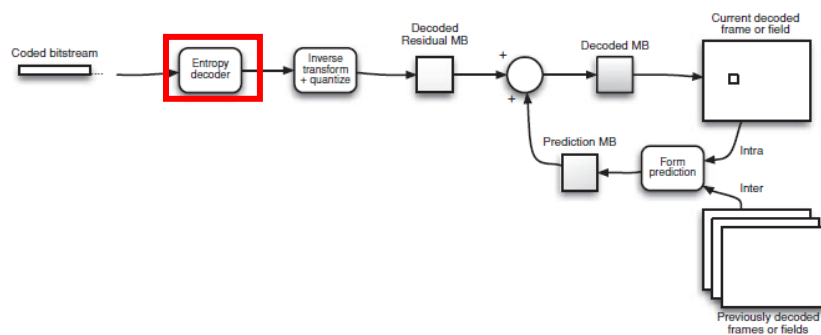 Coded bitstream
Entropy
decoder
Inverse
transform
+ quantize
Decoded
Residual MB
+
+
Decoded MB
Current decoded
frame or field
Prediction MB
Form
prediction
Intra
Inter
Previously decoded
frames or fields